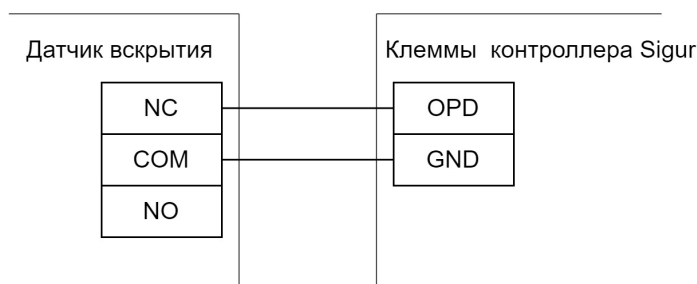 Датчик вскрытия
Клеммы контроллера Sigur
NC
OPD
COM
GND
NO